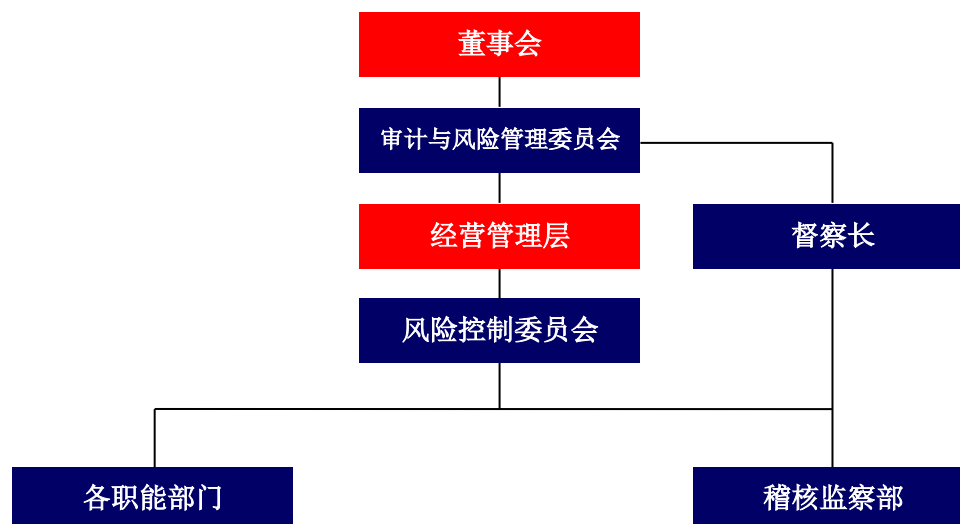 董事会
审计与风险管理委员会
经营管理层
督察长
风险控制委员会
各职能部门
稽核监察部